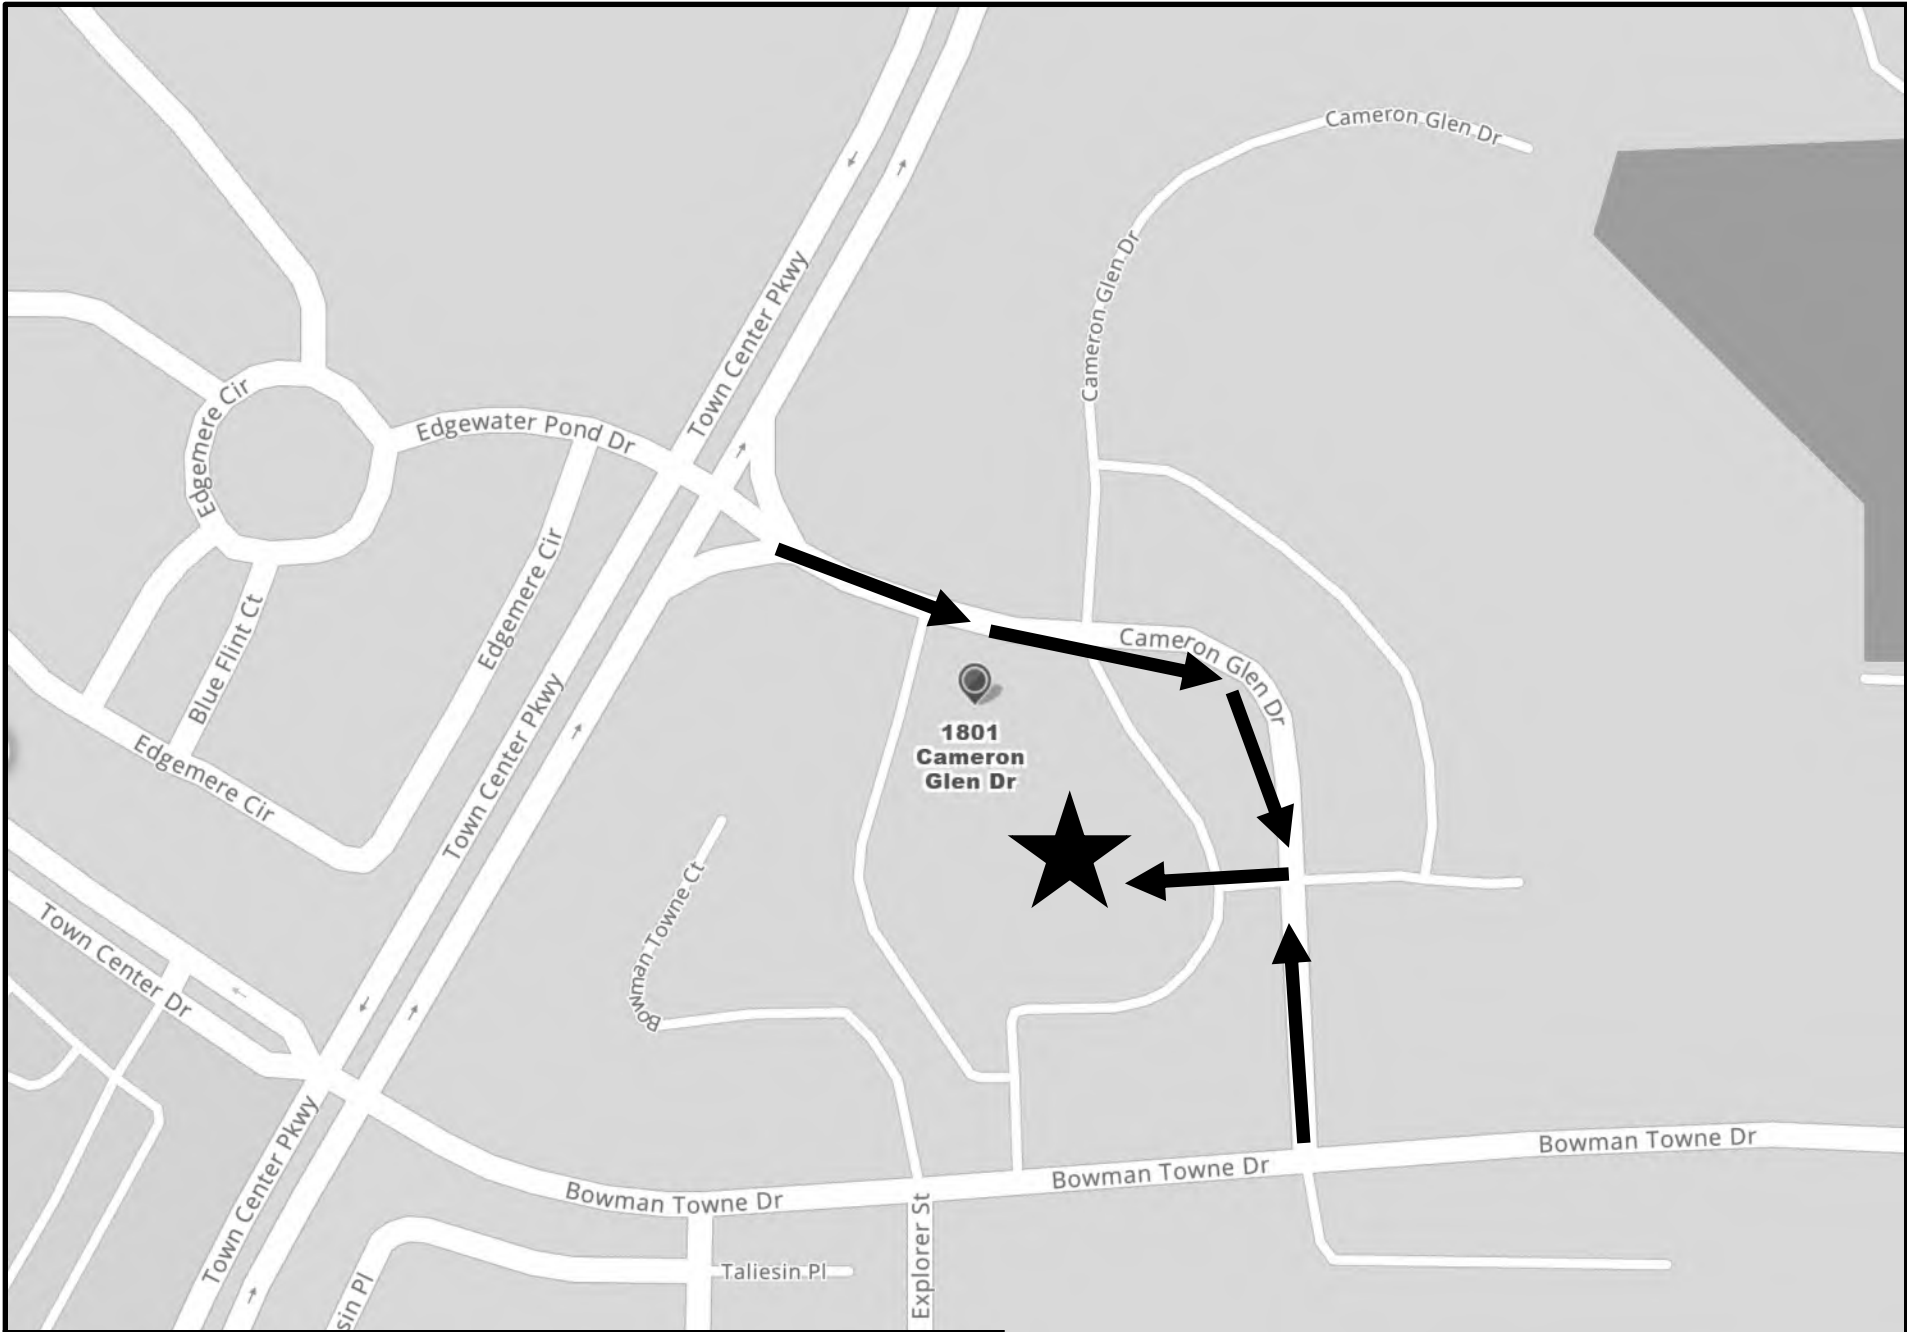 Cameron Glen Dr
Cameron Glen Dr
Town Center Pkwy
Edgemere Cir
Edgewater Pond Dr
Edgemere Cir
Blue Flint Ct
Cameron Glen Dr
1801
Cameron
Glen Dr
Edgemere Cir
Town Center Pkwy
Bowman Towne Ct
Town Center Dr
Town Center Pkwy
Bowman Towne Dr
Bowman Towne Dr
Bowman Towne Dr
Explorer St
Taliesin Pl
sin Pl